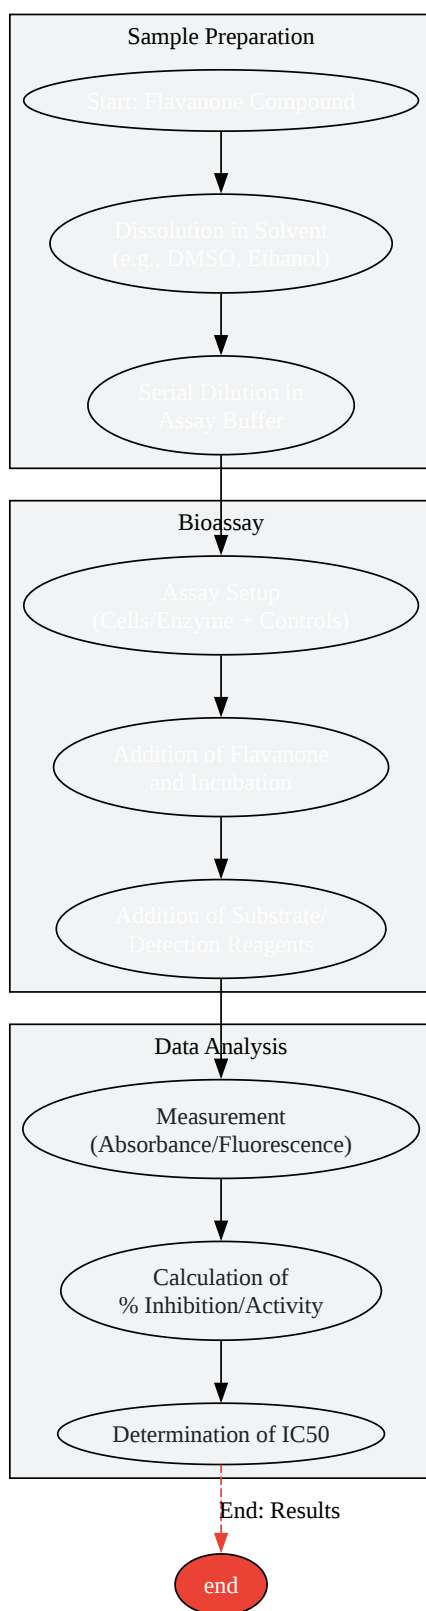 Sample Preparation
Start: Flavanone Compound
Dissolution in Solvent
(e.g., DMSO, Ethanol)
Serial Dilution in
Assay Buffer
Bioassay
Assay Setup
(Cells/Enzyme + Controls)
Addition of Flavanone
and Incubation
Addition of Substrate/
Detection Reagents
Data Analysis
Measurement
(Absorbance/Fluorescence)
Calculation of
% Inhibition/Activity
Determination of IC50
End: Results
end